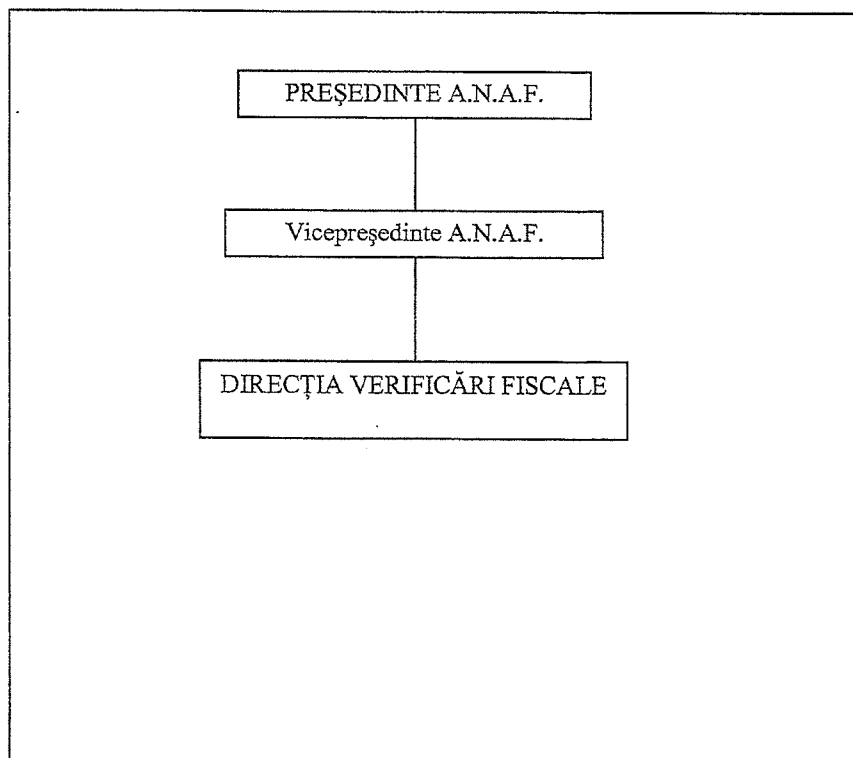 PREŞEDINTE A.N.A.F.
Vicepreşedinte A.N.A.F.
DIRECŢIA VERIFICĂRI FISCALE